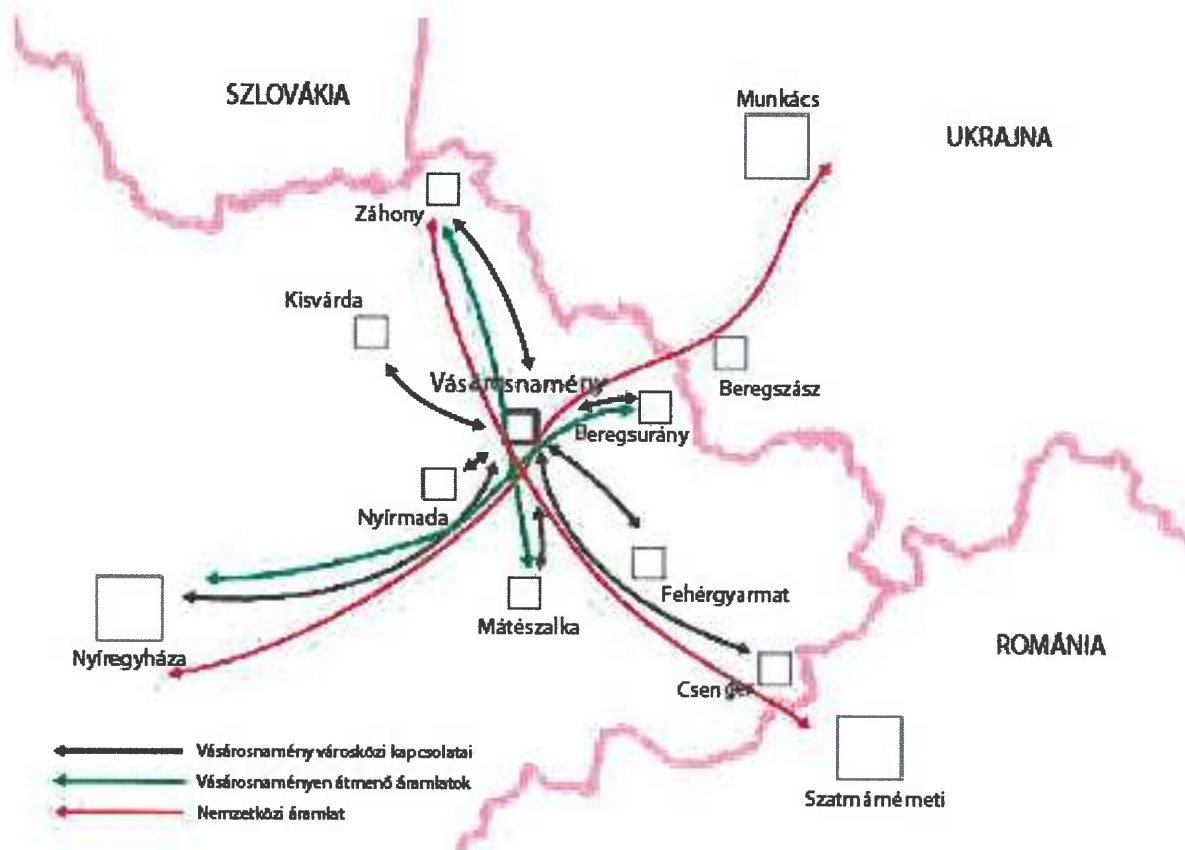 SZLOVÁKIA
Munkács
UKRAJNA
Záhony
Kisvárda
Vásárosnamény
Beregszász
Beregsurány
Nyírmada
Fehérgyarmat
Mátészalka
Nyíregyháza
ROMÁNIA
Csenger
Szatmárnémeti
Vásárosnamény városközi kapcsolatai
Vásárosnaményen átmenő áramlatok
Nemzetközi áramlat